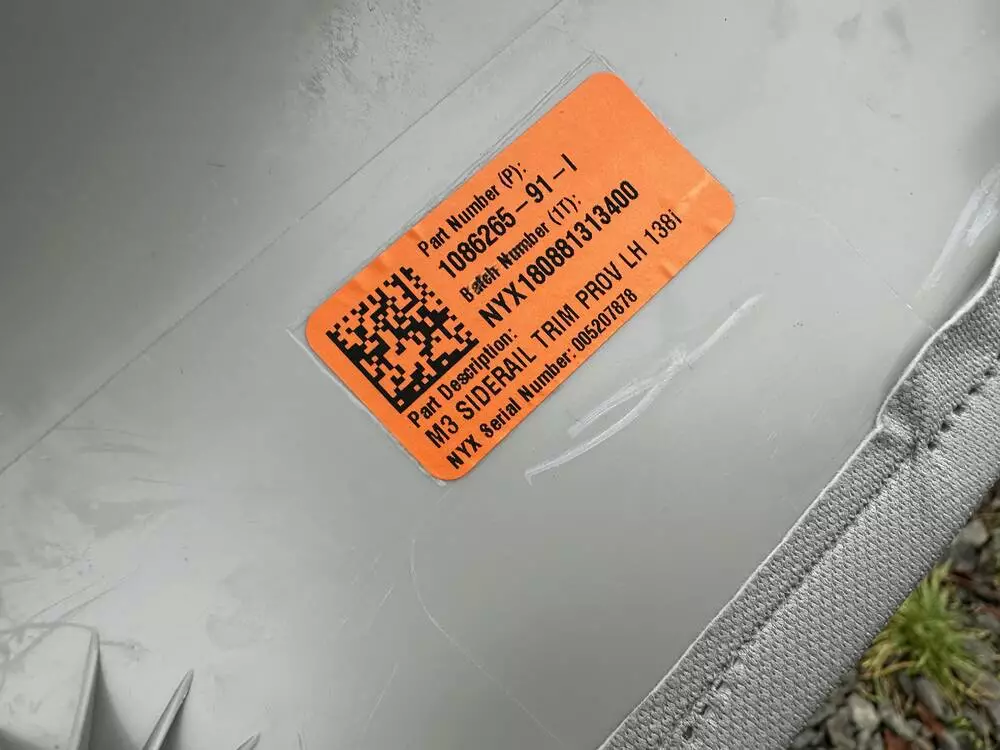 Part Number (P):
1086265-91-I
Batch Number (1T):
NYX180881313400
Part Description:
M3 SIDERAIL TRIM PROV LH 138i
NYX Serial Number: 005207878